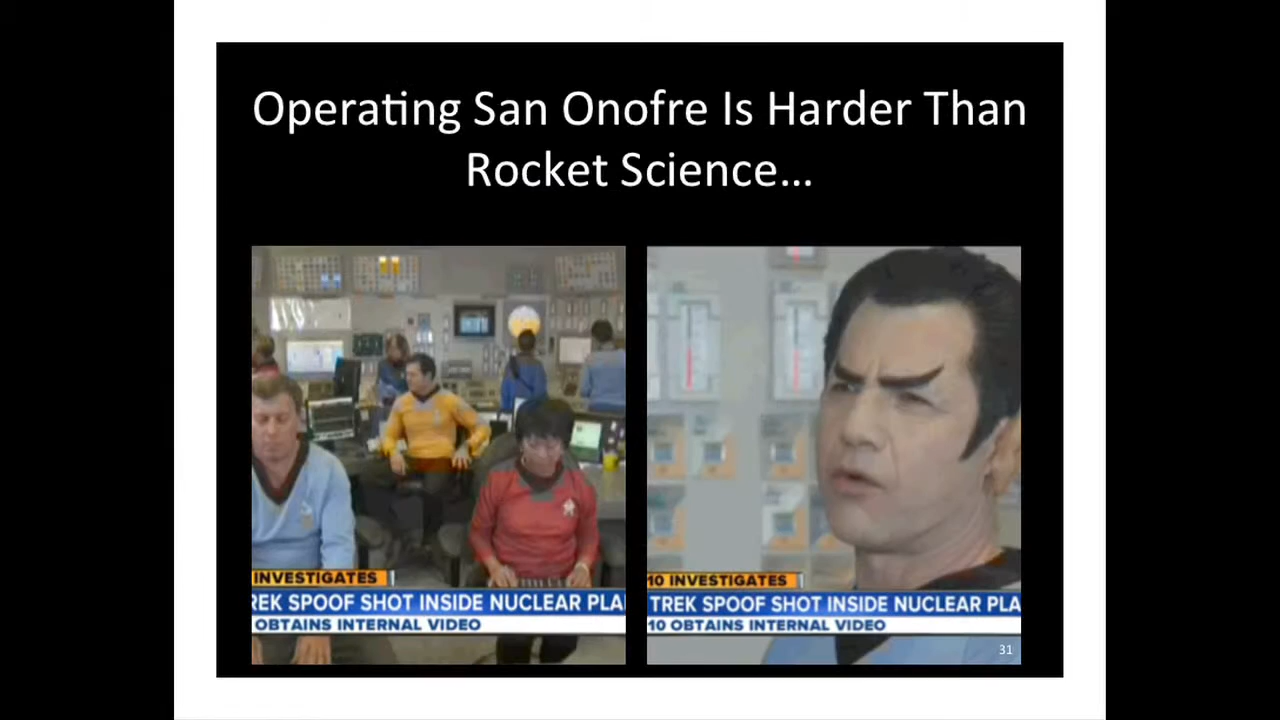 Operating San Onofre Is Harder Than
Rocket Science...
INVESTIGATES
REK SPOOF SHOT INSIDE NUCLEAR PLA
OBTAINS INTERNAL VIDEO
10 INVESTIGATES
TREK SPOOF SHOT INSIDE NUCLEAR PLA
10 OBTAINS INTERNAL VIDEO
31